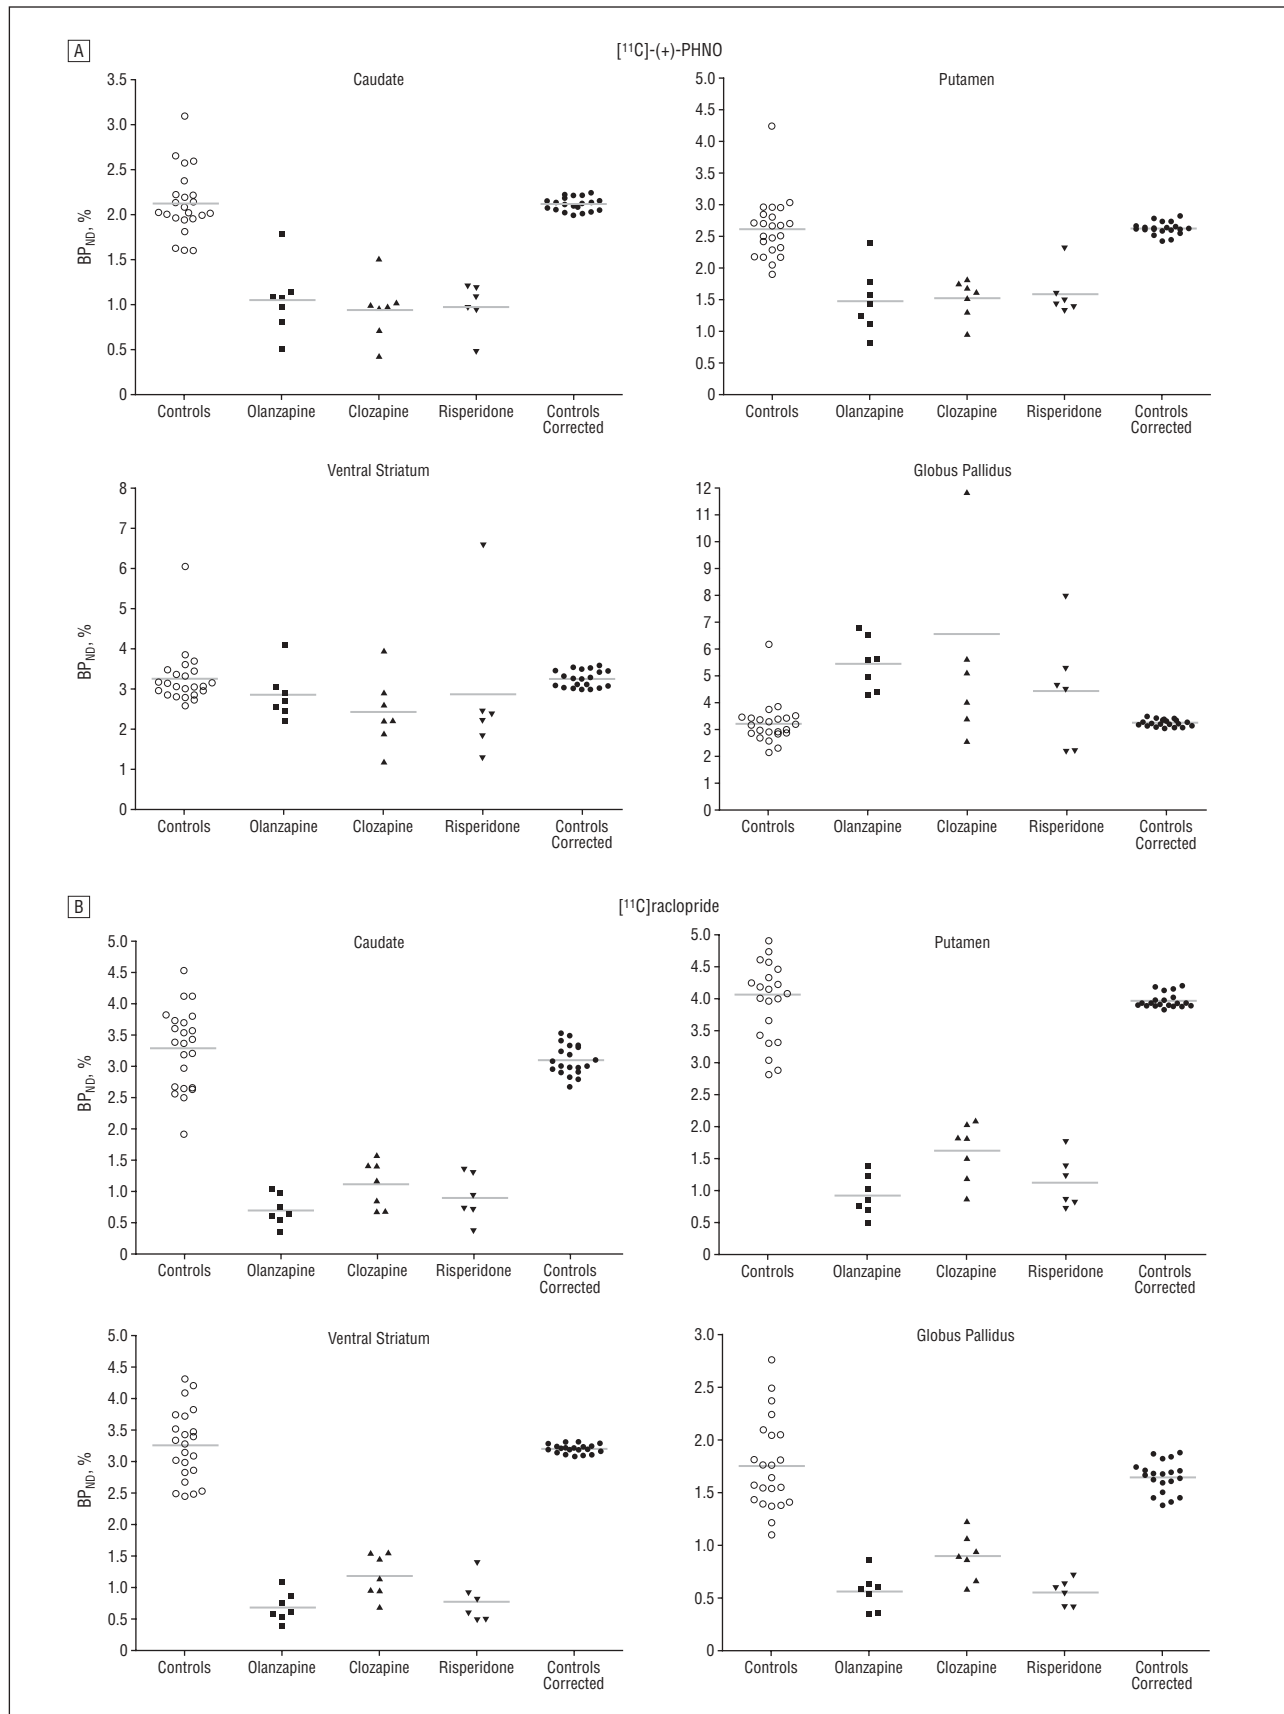 A
[¹¹C]-(+)-PHNO
Caudate
BP_ND, %
3.5
3.0
2.5
2.0
1.5
1.0
0.5
0
Controls Olanzapine Clozapine Risperidone Controls
Corrected
Putamen
5.0
4.5
4.0
3.5
3.0
2.5
2.0
1.5
1.0
0.5
0
Controls Olanzapine Clozapine Risperidone Controls
Corrected
Ventral Striatum
BP_ND, %
8
7
6
5
4
3
2
1
0
Controls Olanzapine Clozapine Risperidone Controls
Corrected
Globus Pallidus
12
11
10
9
8
7
6
5
4
3
2
1
0
Controls Olanzapine Clozapine Risperidone Controls
Corrected
B
[¹¹C]raclopride
Caudate
BP_ND, %
5.0
4.5
4.0
3.5
3.0
2.5
2.0
1.5
1.0
0.5
0
Controls Olanzapine Clozapine Risperidone Controls
Corrected
Putamen
5.0
4.5
4.0
3.5
3.0
2.5
2.0
1.5
1.0
0.5
0
Controls Olanzapine Clozapine Risperidone Controls
Corrected
Ventral Striatum
BP_ND, %
5.0
4.5
4.0
3.5
3.0
2.5
2.0
1.5
1.0
0.5
0
Controls Olanzapine Clozapine Risperidone Controls
Corrected
Globus Pallidus
3.0
2.5
2.0
1.5
1.0
0.5
0
Controls Olanzapine Clozapine Risperidone Controls
Corrected